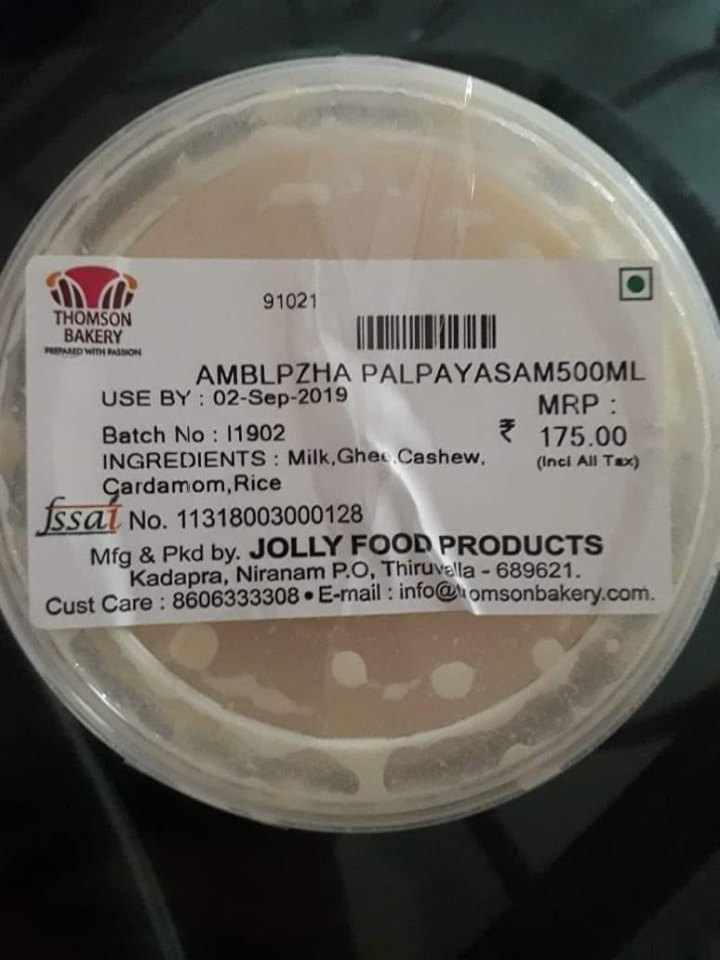 THOMSON
BAKERY
PREPARED WITH PASSION
91021
AMBLPZHA PALPAYASAM500ML
USE BY : 02-Sep-2019
MRP :
₹ 175.00
(Incl All Tax)
Batch No : I1902
INGREDIENTS : Milk,Ghee,Cashew,
Cardamom,Rice
fssai No. 11318003000128
Mfg & Pkd by. JOLLY FOOD PRODUCTS
Kadapra, Niranam P.O, Thiruvalla - 689621.
Cust Care : 8606333308 • E-mail : info@thomsonbakery.com.